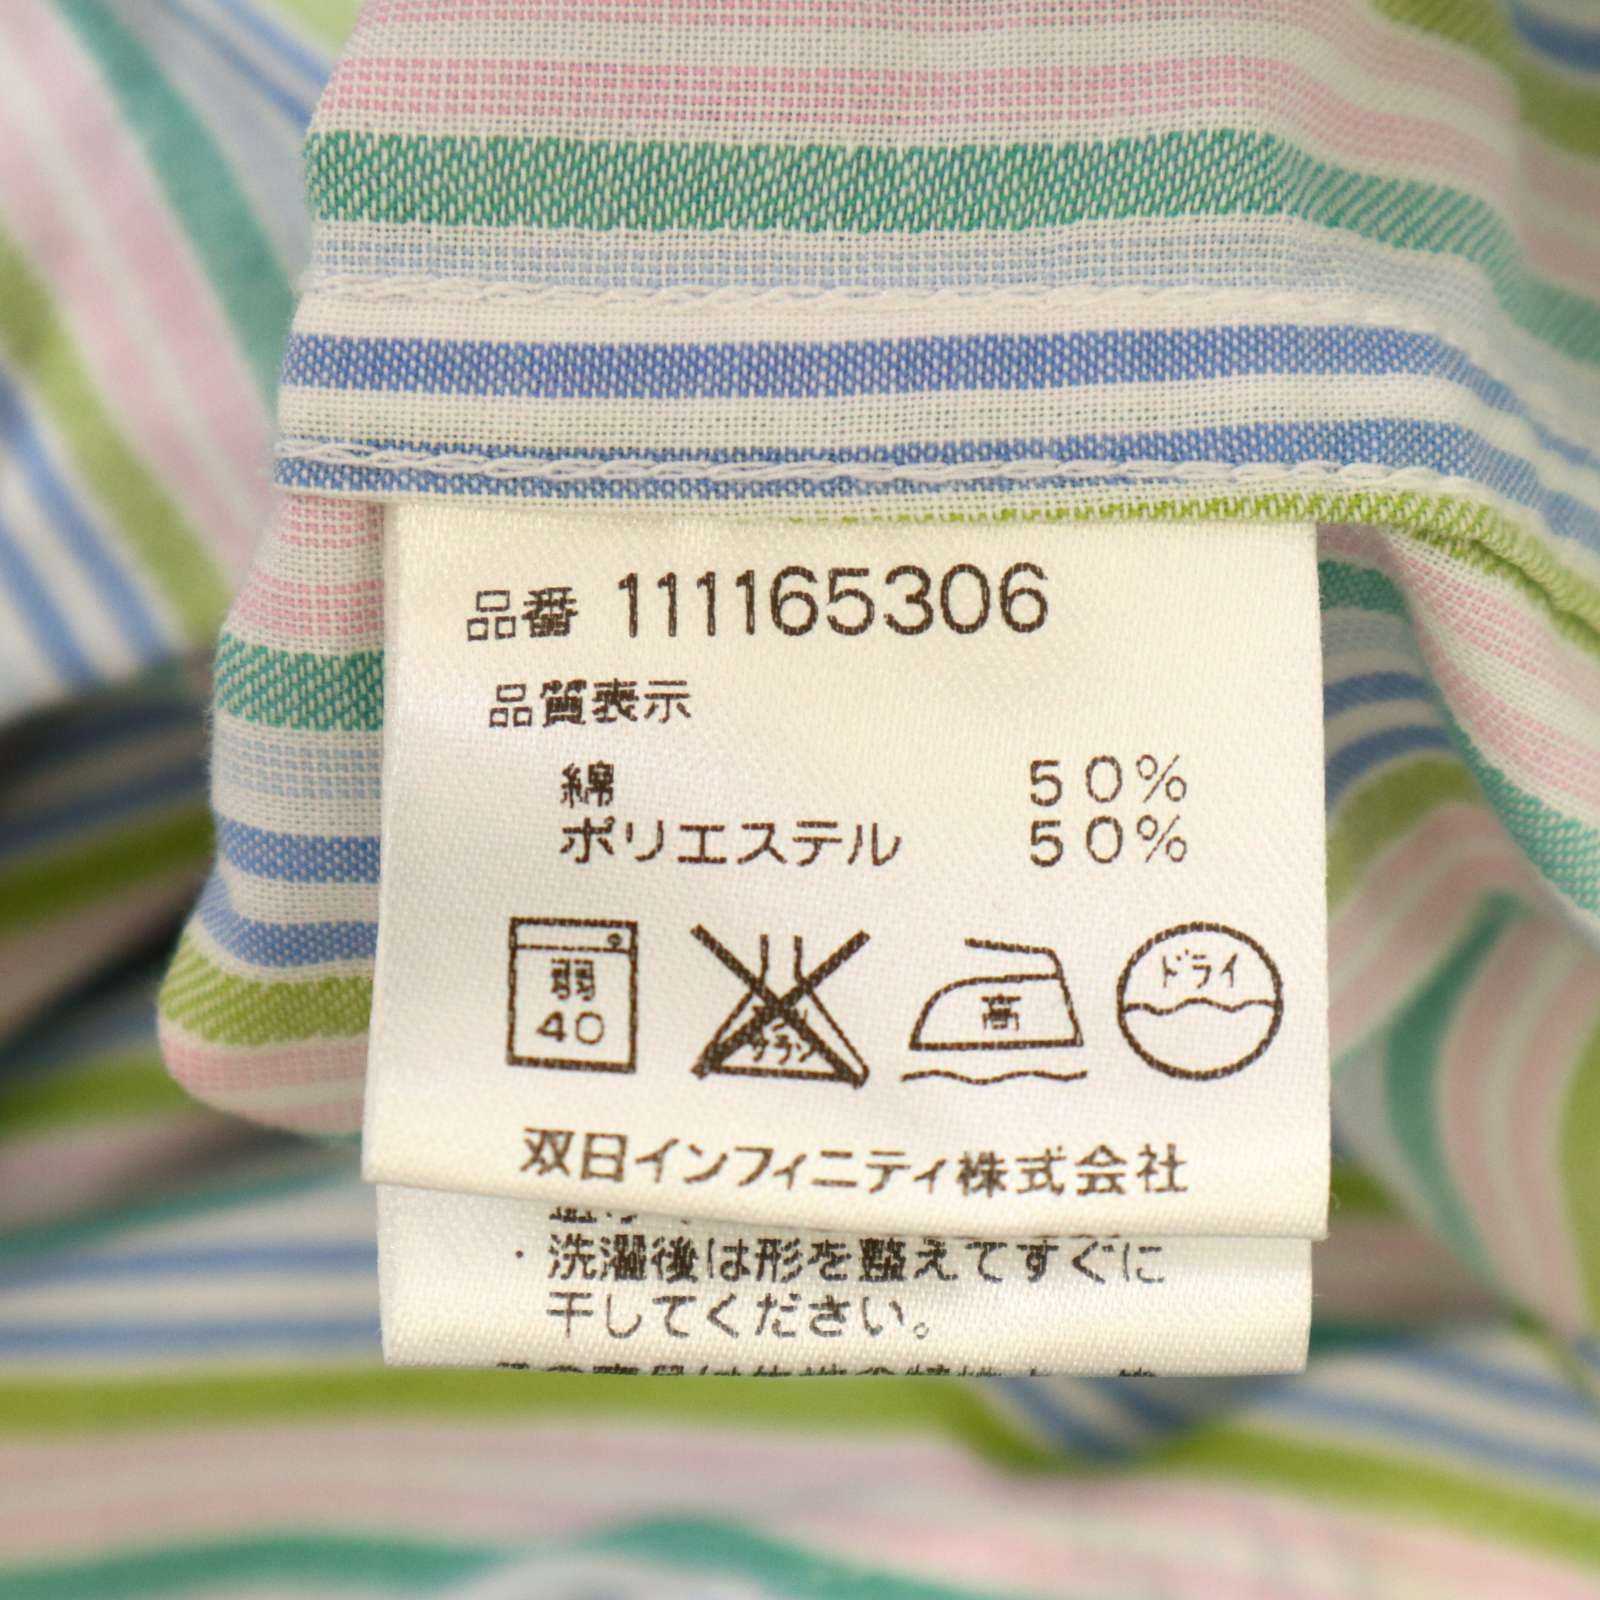 品番 111165306
品質表示
綿 50%
ポリエステル 50%
弱
40
高
ドライ
双日インフィニティ株式会社
・洗濯後は形を整えてすぐに
干してください。